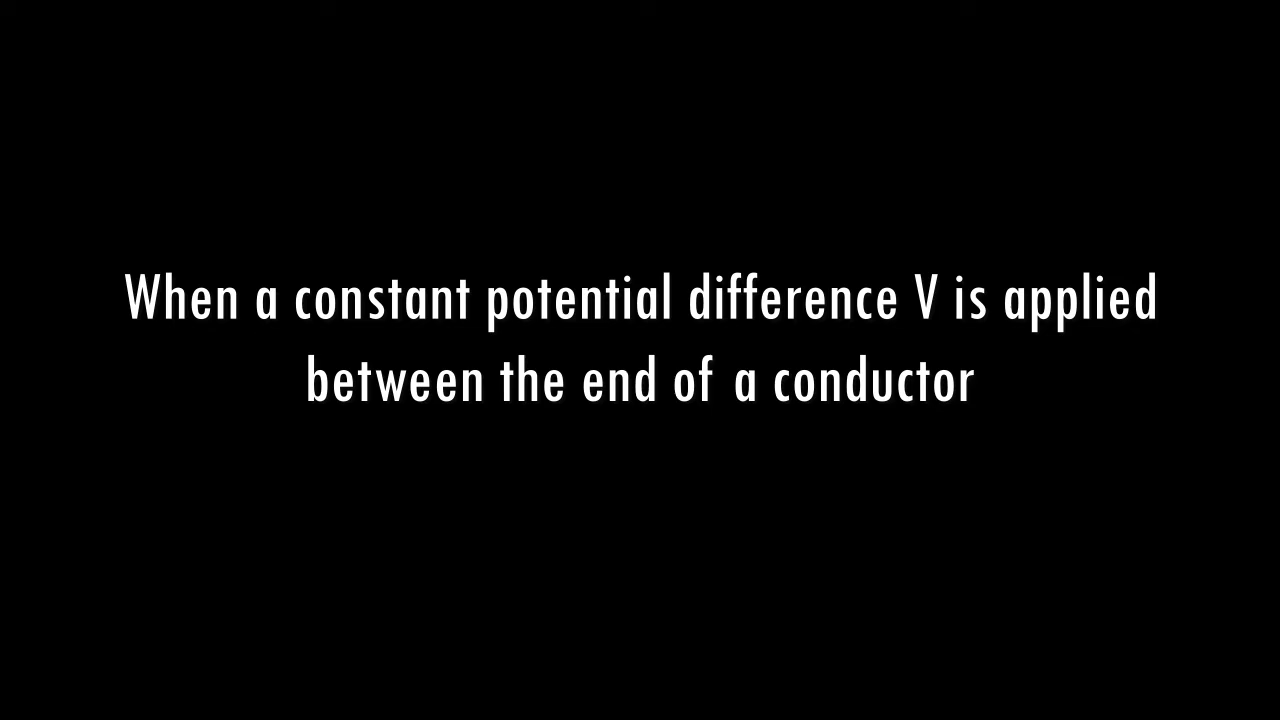 When a constant potential difference V is applied
between the end of a conductor